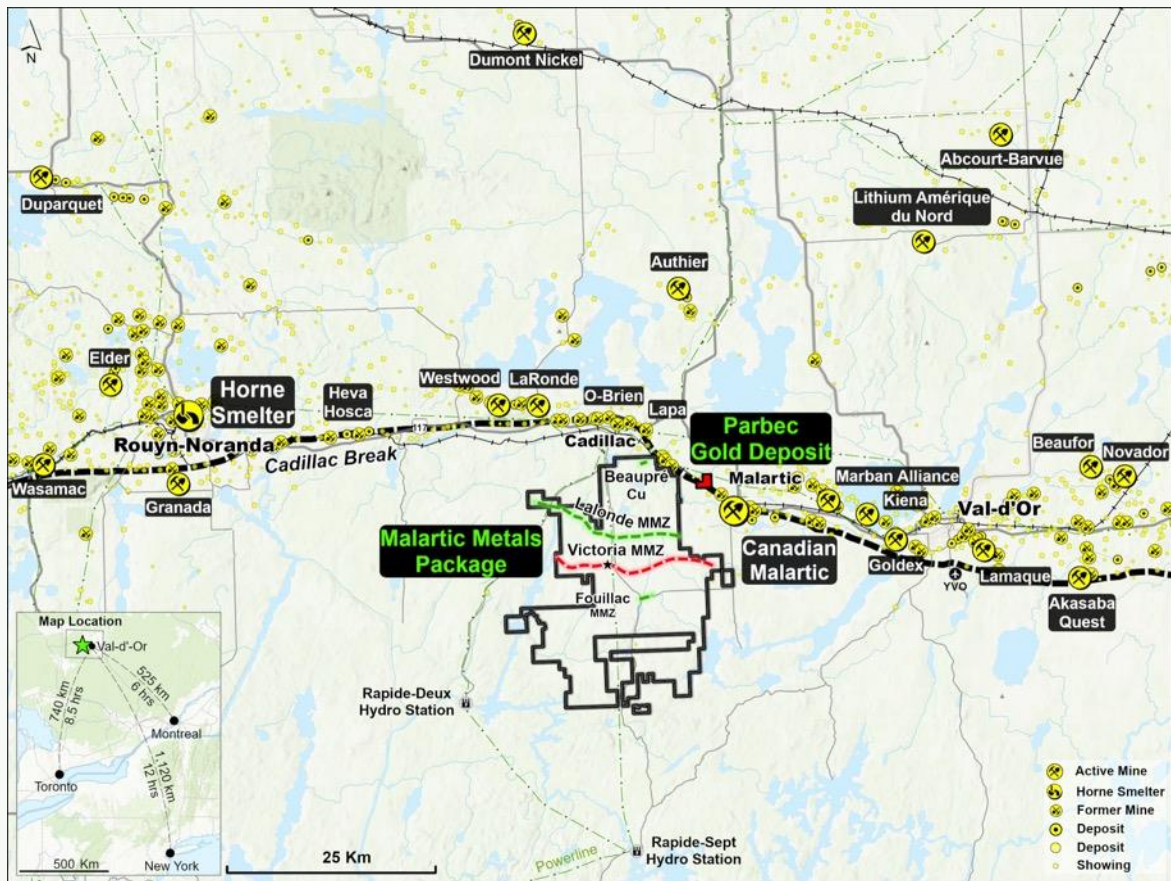 N
Dumont Nickel
Abcourt-Barvue
Duparquet
Lithium Amérique
du Nord
Authier
Elder
Horne
Smelter
Westwood
LaRonde
Heva
Hosca
O-Brien
Lapa
117
Rouyn-Noranda
Cadillac Break
Cadillac
Parbec
Gold Deposit
Beaufor
Novador
Wasamac
Granada
Beaupré
Cu
Malartic
Marban Alliance
Kiena
Val-d'Or
Lalonde MMZ
Malartic Metals
Package
Victoria MMZ
Canadian
Malartic
Goldex
YVO
Lamaque
Akasaba
Quest
Fouillac
MMZ
Rapide-Deux
Hydro Station
Rapide-Sept
Hydro Station
Powerline
Map Location
Val-d'-Or
525 km
6 hrs
740 km
8.5 hrs
Montreal
1,120 km
12 hrs
Toronto
New York
500 Km
25 Km
Active Mine
Horne Smelter
Former Mine
Deposit
Deposit
Showing